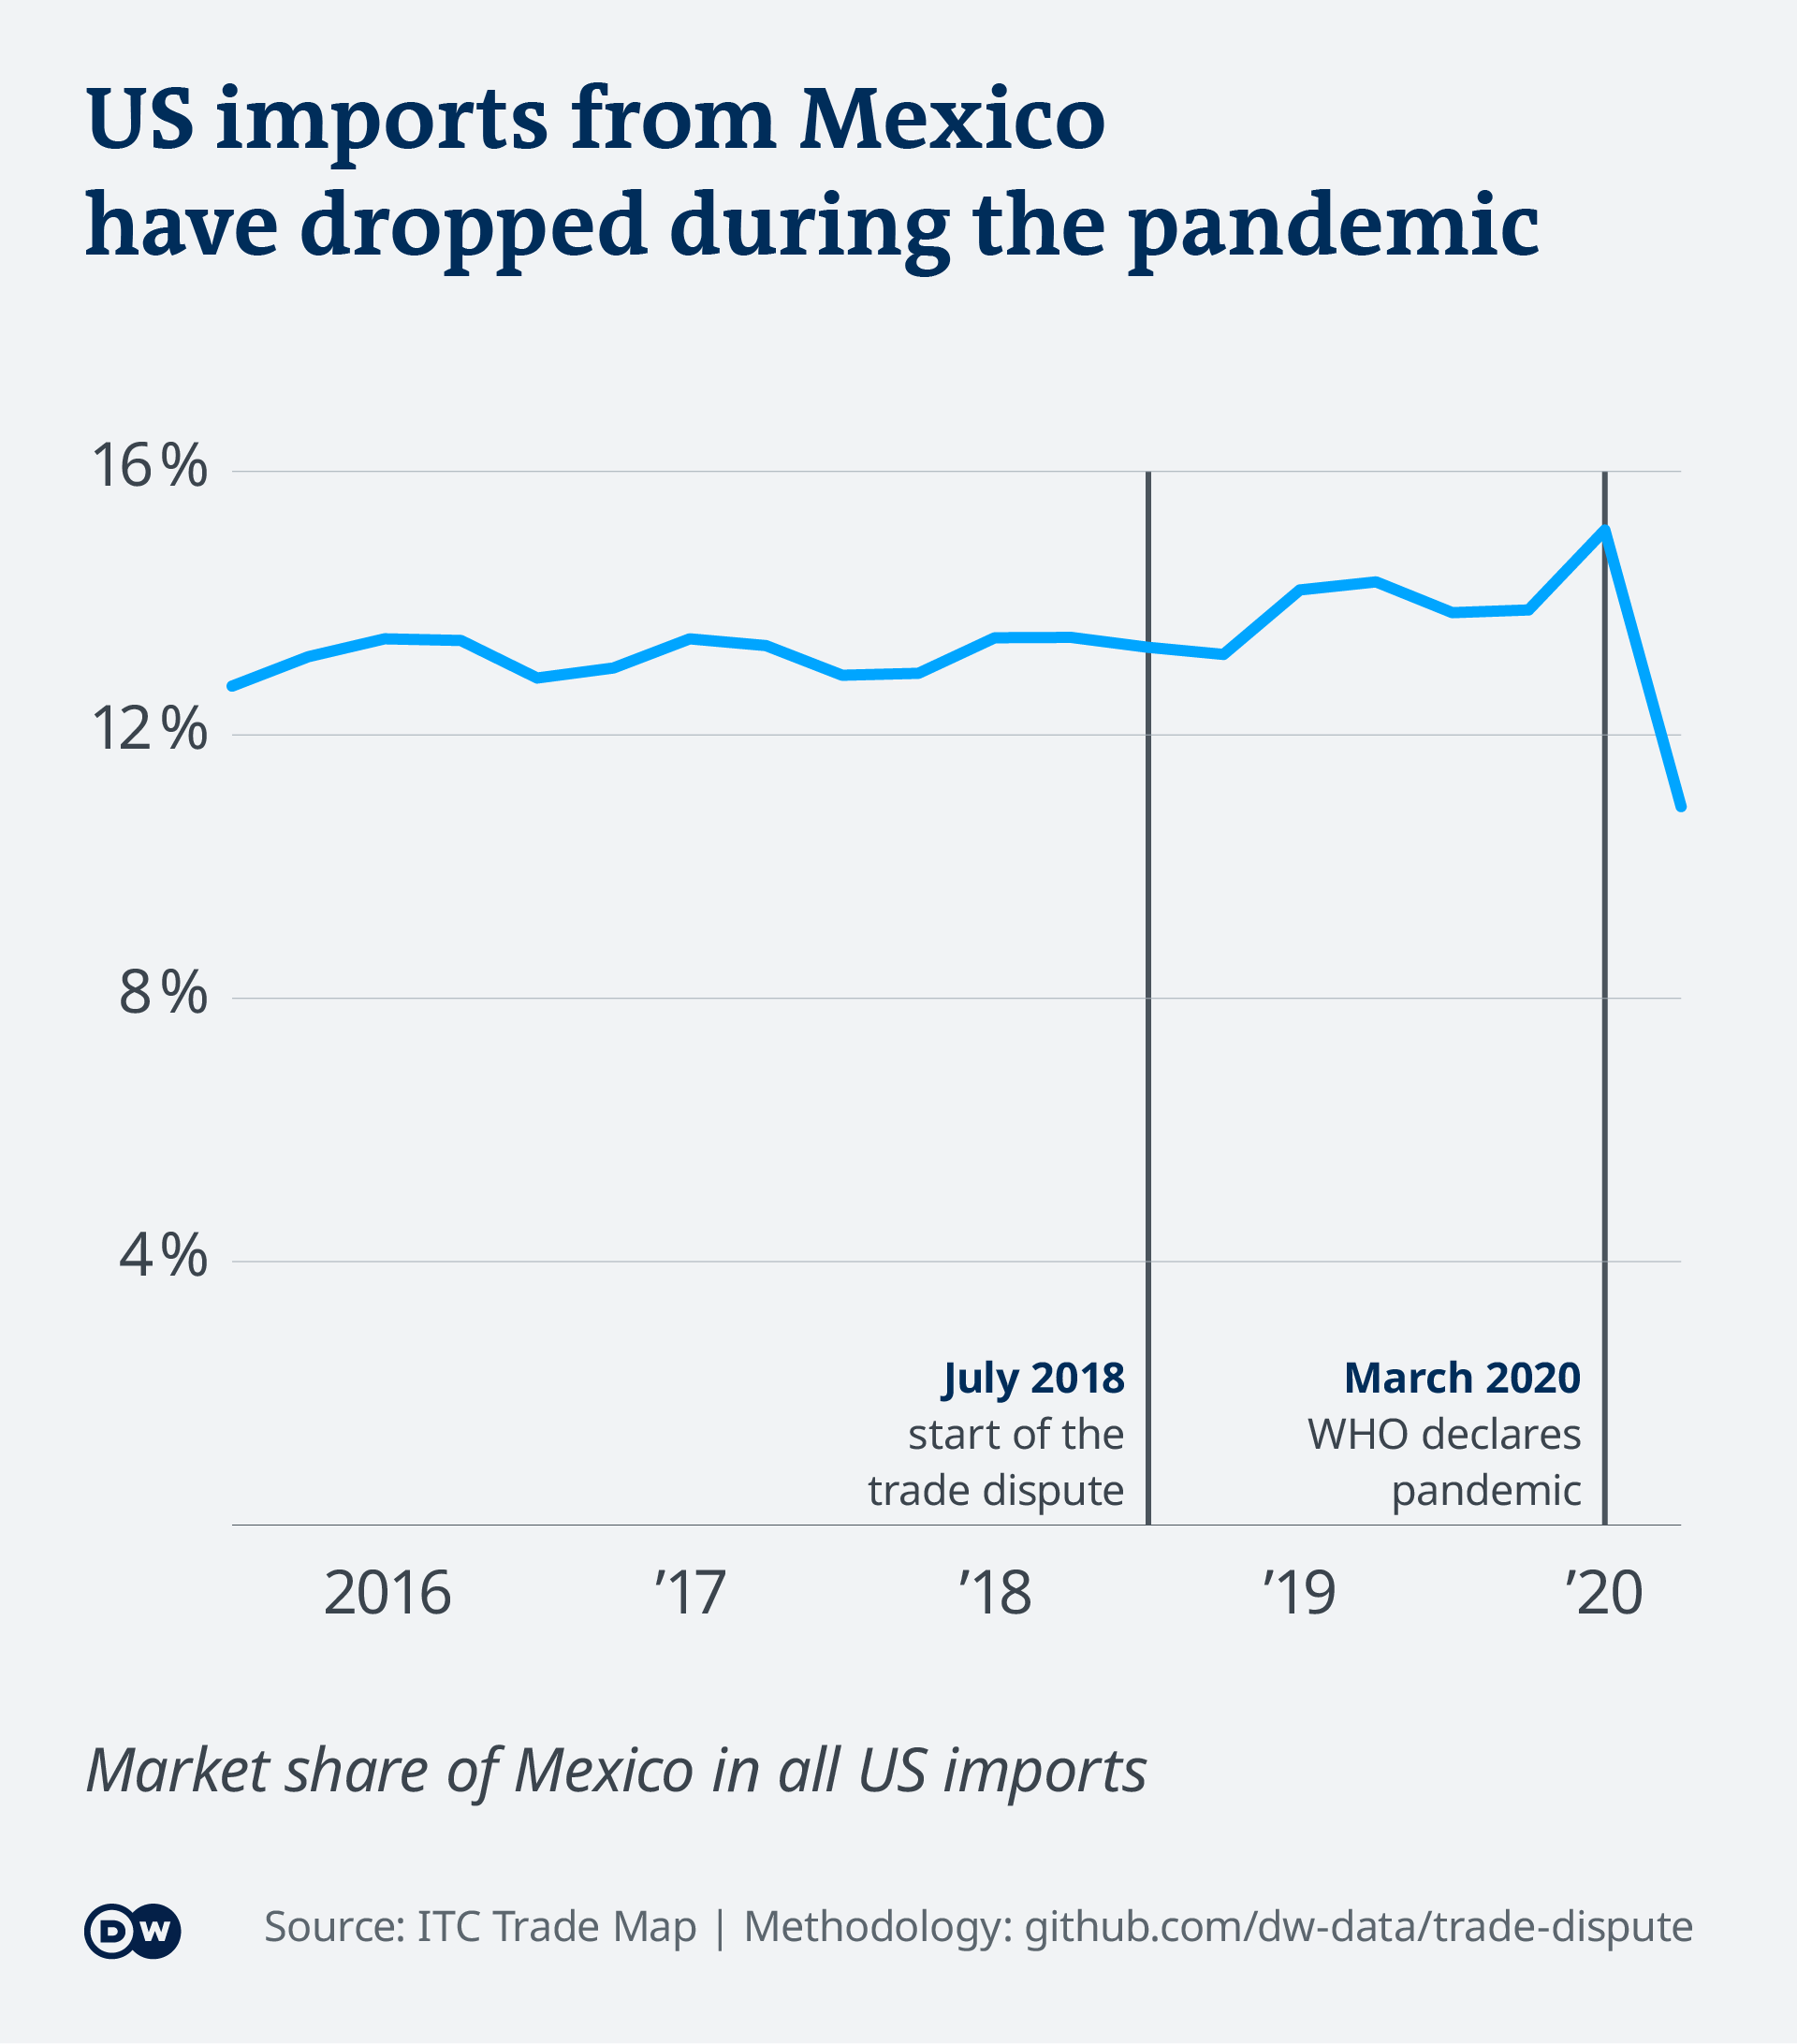 US imports from Mexico
have dropped during the pandemic
16%
12%
8%
4%
July 2018
start of the
trade dispute
March 2020
WHO declares
pandemic
2016 ’17 ’18 ’19 ’20
Market share of Mexico in all US imports
DW Source: ITC Trade Map | Methodology: github.com/dw-data/trade-dispute